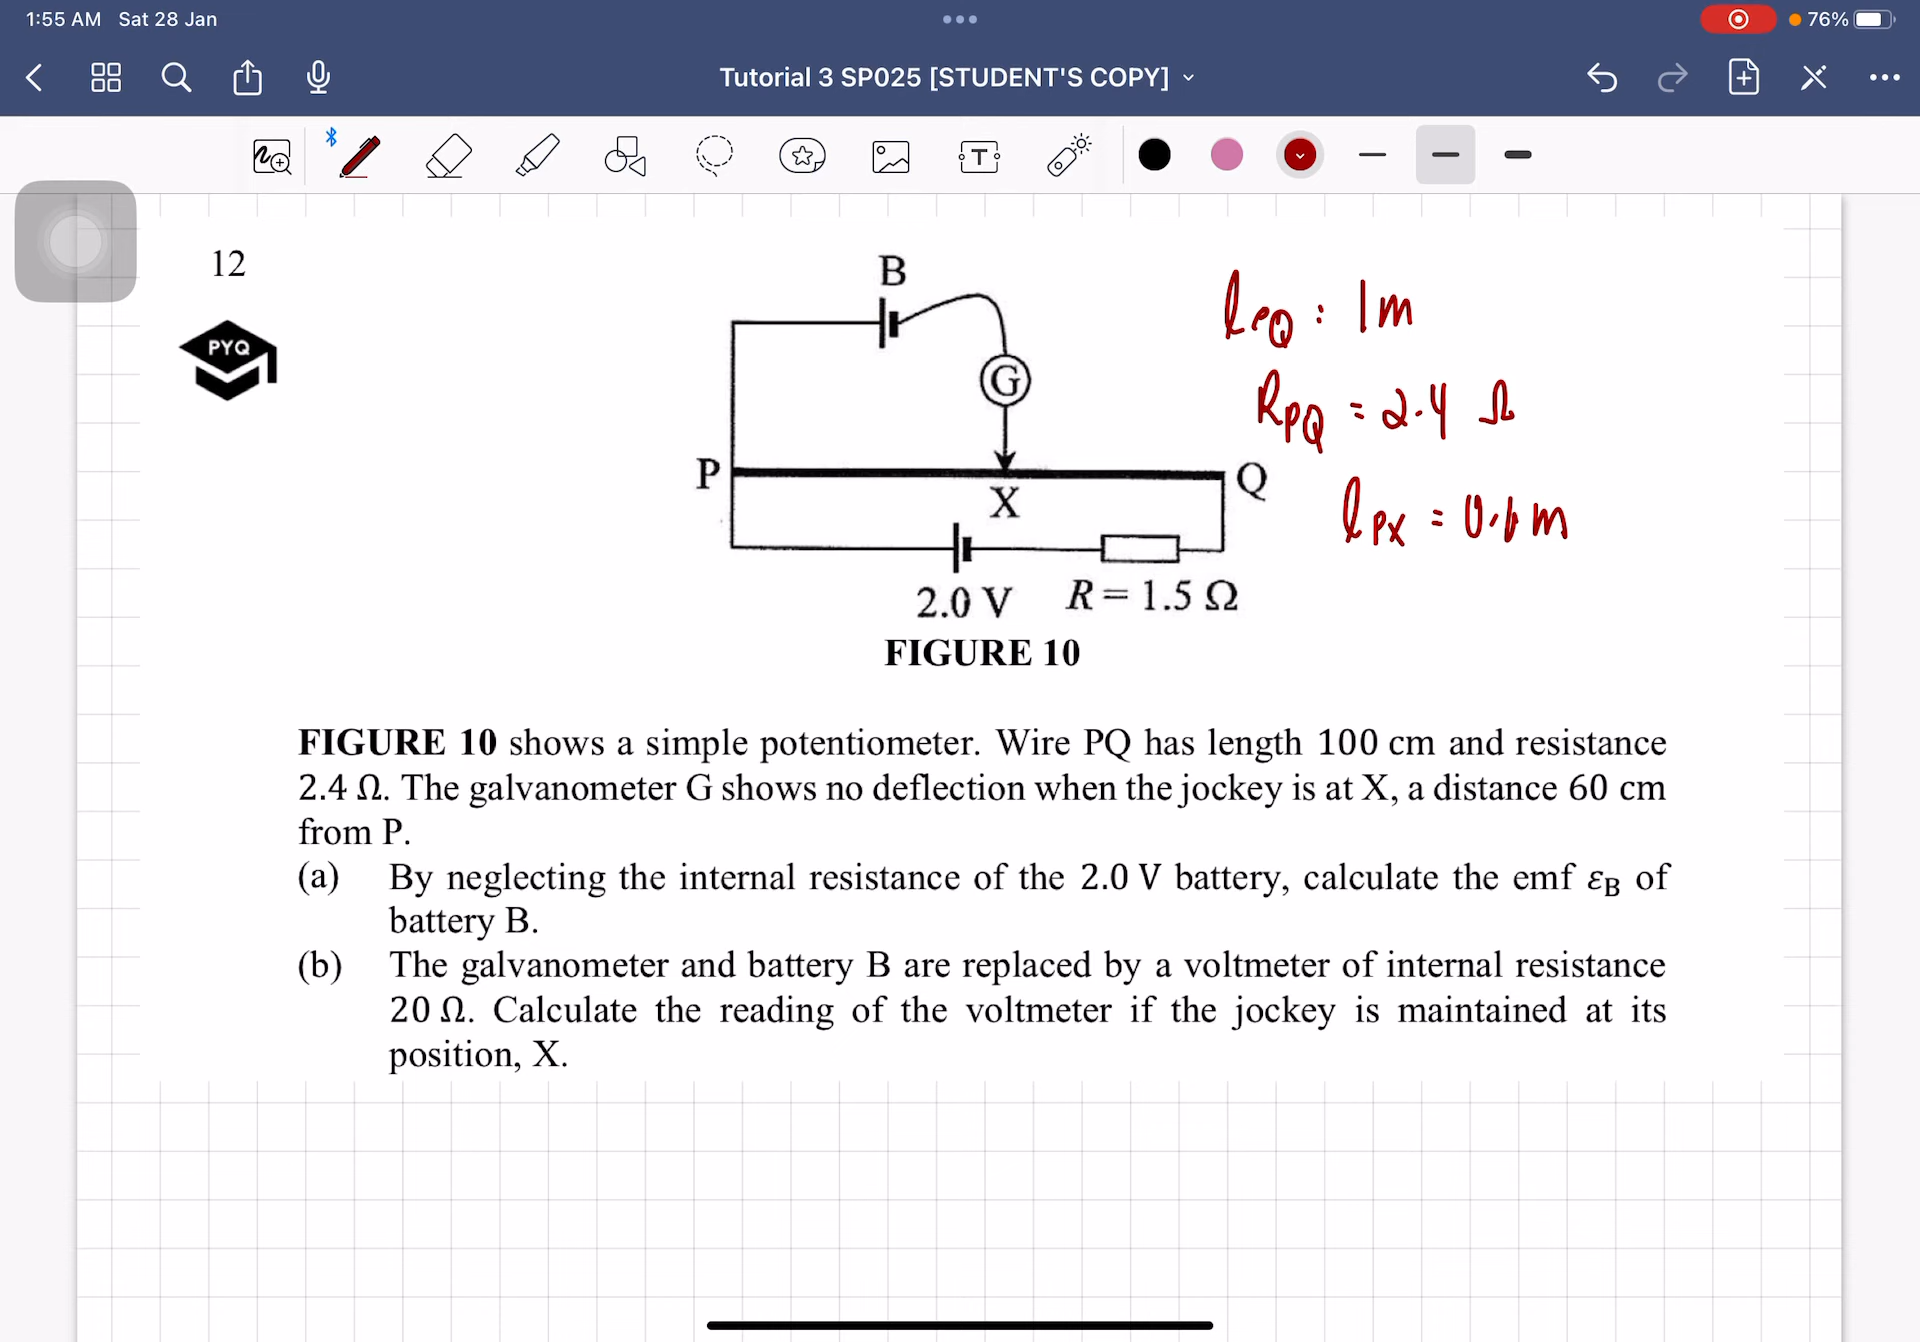 1:55 AM Sat 28 Jan
76%
Tutorial 3 SP025 [STUDENT'S COPY]
12
PYQ
B
G
P
X
Q
2.0 V
R = 1.5 Ω
FIGURE 10
lPQ : 1m
RPQ = 2.4 Ω
lPX = 0.6m
FIGURE 10 shows a simple potentiometer. Wire PQ has length 100 cm and resistance
2.4 Ω. The galvanometer G shows no deflection when the jockey is at X, a distance 60 cm
from P.
(a) By neglecting the internal resistance of the 2.0 V battery, calculate the emf εB of
battery B.
(b) The galvanometer and battery B are replaced by a voltmeter of internal resistance
20 Ω. Calculate the reading of the voltmeter if the jockey is maintained at its
position, X.